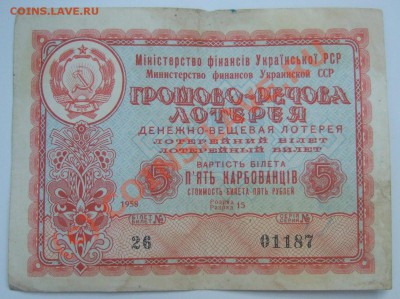 COINS.LAVE.RU
Міністерство фінансів Української РСР
Министерство финансов Украинской ССР
ГРОШОВО-РЕЧОВА
ЛОТЕРЕЯ
ДЕНЕЖНО-ВЕЩЕВАЯ ЛОТЕРЕЯ
ЛОТЕРЕЙНИЙ БІЛЕТ
ЛОТЕРЕЙНЫЙ БИЛЕТ
ВАРТІСТЬ БІЛЕТА
5 П'ЯТЬ КАРБОВАНЦІВ 5
СТОИМОСТЬ БИЛЕТА ПЯТЬ РУБЛЕЙ
1958
15
26 01187